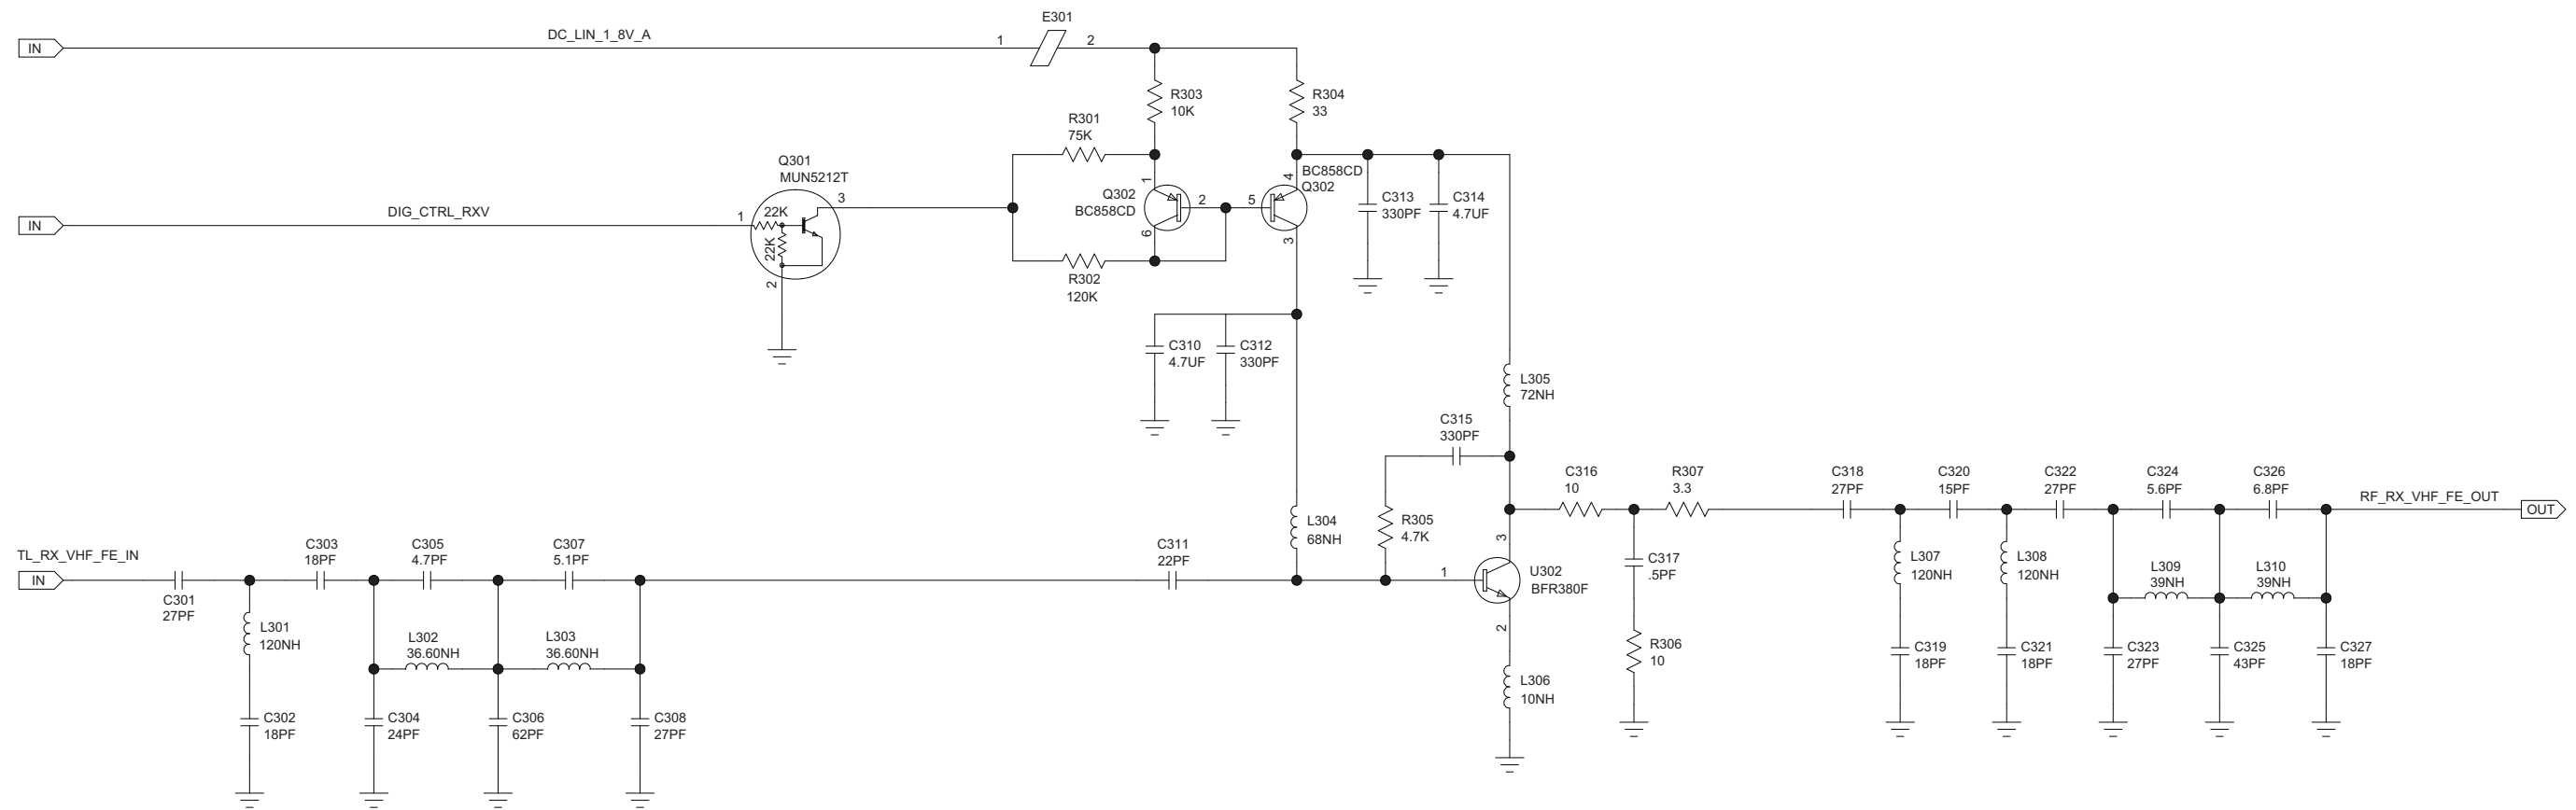 E301
IN
DC_LIN_1_8V_A
1
2
R303
10K
R304
33
R301
75K
Q301
MUN5212T
BC858CD
Q302
1
4
3
Q302
BC858CD
2
5
C313
330PF
C314
4.7UF
IN
DIG_CTRL_RXV
1
22K
22K
2
6
3
R302
120K
C310
4.7UF
C312
330PF
L305
72NH
C315
330PF
C316
10
R307
3.3
C318
27PF
C320
15PF
C322
27PF
C324
5.6PF
C326
6.8PF
RF_RX_VHF_FE_OUT
OUT
L304
68NH
R305
4.7K
3
TL_RX_VHF_FE_IN
IN
C301
27PF
C303
18PF
C305
4.7PF
C307
5.1PF
C311
22PF
1
U302
BFR380F
2
C317
.5PF
L307
120NH
L308
120NH
L309
39NH
L310
39NH
L301
120NH
L302
36.60NH
L303
36.60NH
R306
10
C319
18PF
C321
18PF
C323
27PF
C325
43PF
C327
18PF
L306
10NH
C302
18PF
C304
24PF
C306
62PF
C308
27PF